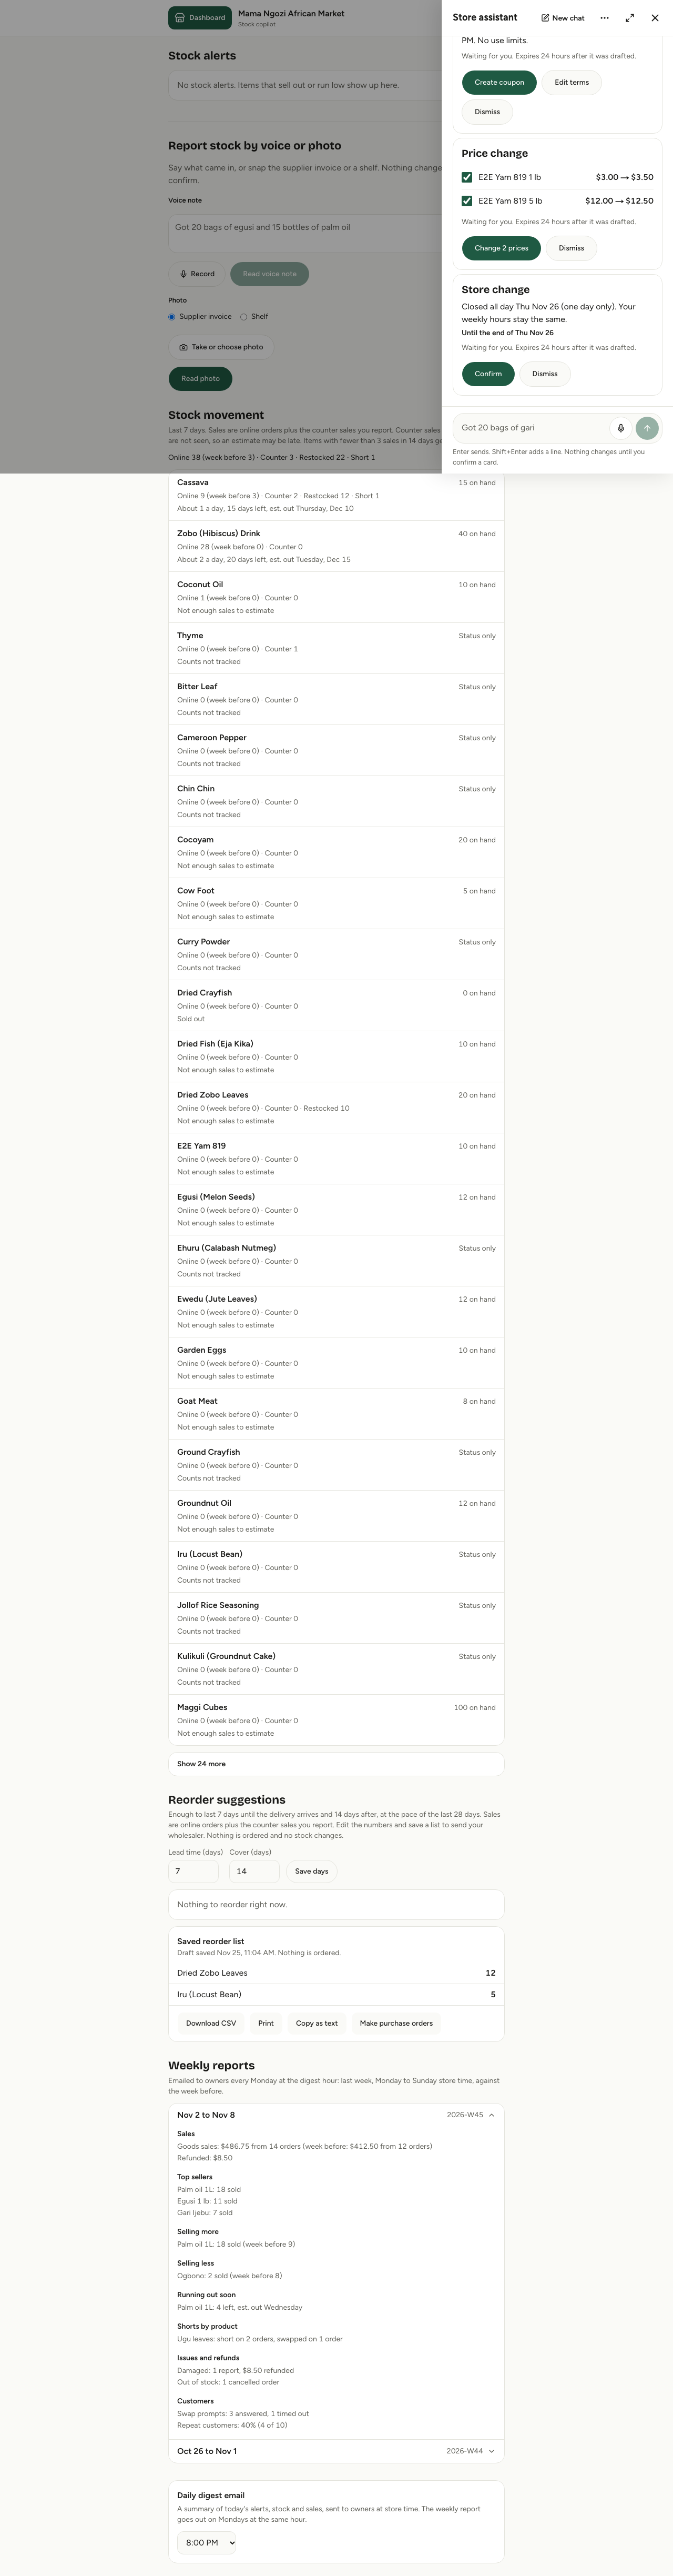 Dashboard
Mama Ngozi African Market
Stock copilot
Stock alerts
No stock alerts. Items that sell out or run low show up here.
Report stock by voice or photo
Say what came in, or snap the supplier invoice or a shelf. Nothing change
confirm.
Voice note
Got 20 bags of egusi and 15 bottles of palm oil
Record
Read voice note
Photo
Supplier invoice
Shelf
Take or choose photo
Read photo
Stock movement
Last 7 days. Sales are online orders plus the counter sales you report. Counter sales
are not seen, so an estimate may be late. Items with fewer than 3 sales in 14 days ge
Online 38 (week before 3) · Counter 3 · Restocked 22 · Short 1
Store assistant
New chat
PM. No use limits.
Waiting for you. Expires 24 hours after it was drafted.
Create coupon
Edit terms
Dismiss
Price change
E2E Yam 819 1 lb
$3.00 → $3.50
E2E Yam 819 5 lb
$12.00 → $12.50
Waiting for you. Expires 24 hours after it was drafted.
Change 2 prices
Dismiss
Store change
Closed all day Thu Nov 26 (one day only). Your
weekly hours stay the same.
Until the end of Thu Nov 26
Waiting for you. Expires 24 hours after it was drafted.
Confirm
Dismiss
Got 20 bags of gari
Enter sends. Shift+Enter adds a line. Nothing changes until you
confirm a card.
Cassava
15 on hand
Online 9 (week before 3) · Counter 2 · Restocked 12 · Short 1
About 1 a day, 15 days left, est. out Thursday, Dec 10
Zobo (Hibiscus) Drink
40 on hand
Online 28 (week before 0) · Counter 0
About 2 a day, 20 days left, est. out Tuesday, Dec 15
Coconut Oil
10 on hand
Online 1 (week before 0) · Counter 0
Not enough sales to estimate
Thyme
Status only
Online 0 (week before 0) · Counter 1
Counts not tracked
Bitter Leaf
Status only
Online 0 (week before 0) · Counter 0
Counts not tracked
Cameroon Pepper
Status only
Online 0 (week before 0) · Counter 0
Counts not tracked
Chin Chin
Status only
Online 0 (week before 0) · Counter 0
Counts not tracked
Cocoyam
20 on hand
Online 0 (week before 0) · Counter 0
Not enough sales to estimate
Cow Foot
5 on hand
Online 0 (week before 0) · Counter 0
Not enough sales to estimate
Curry Powder
Status only
Online 0 (week before 0) · Counter 0
Counts not tracked
Dried Crayfish
0 on hand
Online 0 (week before 0) · Counter 0
Sold out
Dried Fish (Eja Kika)
10 on hand
Online 0 (week before 0) · Counter 0
Not enough sales to estimate
Dried Zobo Leaves
20 on hand
Online 0 (week before 0) · Counter 0 · Restocked 10
Not enough sales to estimate
E2E Yam 819
10 on hand
Online 0 (week before 0) · Counter 0
Not enough sales to estimate
Egusi (Melon Seeds)
12 on hand
Online 0 (week before 0) · Counter 0
Not enough sales to estimate
Ehuru (Calabash Nutmeg)
Status only
Online 0 (week before 0) · Counter 0
Counts not tracked
Ewedu (Jute Leaves)
12 on hand
Online 0 (week before 0) · Counter 0
Not enough sales to estimate
Garden Eggs
10 on hand
Online 0 (week before 0) · Counter 0
Not enough sales to estimate
Goat Meat
8 on hand
Online 0 (week before 0) · Counter 0
Not enough sales to estimate
Ground Crayfish
Status only
Online 0 (week before 0) · Counter 0
Counts not tracked
Groundnut Oil
12 on hand
Online 0 (week before 0) · Counter 0
Not enough sales to estimate
Iru (Locust Bean)
Status only
Online 0 (week before 0) · Counter 0
Counts not tracked
Jollof Rice Seasoning
Status only
Online 0 (week before 0) · Counter 0
Counts not tracked
Kulikuli (Groundnut Cake)
Status only
Online 0 (week before 0) · Counter 0
Counts not tracked
Maggi Cubes
100 on hand
Online 0 (week before 0) · Counter 0
Not enough sales to estimate
Show 24 more
Reorder suggestions
Enough to last 7 days until the delivery arrives and 14 days after, at the pace of the last 28 days. Sales
are online orders plus the counter sales you report. Edit the numbers and save a list to send your
wholesaler. Nothing is ordered and no stock changes.
Lead time (days)
Cover (days)
7
14
Save days
Nothing to reorder right now.
Saved reorder list
Draft saved Nov 25, 11:04 AM. Nothing is ordered.
Dried Zobo Leaves
12
Iru (Locust Bean)
5
Download CSV
Print
Copy as text
Make purchase orders
Weekly reports
Emailed to owners every Monday at the digest hour: last week, Monday to Sunday store time, against
the week before.
Nov 2 to Nov 8
2026-W45
Sales
Goods sales: $486.75 from 14 orders (week before: $412.50 from 12 orders)
Refunded: $8.50
Top sellers
Palm oil 1L: 18 sold
Egusi 1 lb: 11 sold
Gari Ijebu: 7 sold
Selling more
Palm oil 1L: 18 sold (week before 9)
Selling less
Ogbono: 2 sold (week before 8)
Running out soon
Palm oil 1L: 4 left, est. out Wednesday
Shorts by product
Ugu leaves: short on 2 orders, swapped on 1 order
Issues and refunds
Damaged: 1 report, $8.50 refunded
Out of stock: 1 cancelled order
Customers
Swap prompts: 3 answered, 1 timed out
Repeat customers: 40% (4 of 10)
Oct 26 to Nov 1
2026-W44
Daily digest email
A summary of today's alerts, stock and sales, sent to owners at store time. The weekly report
goes out on Mondays at the same hour.
8:00 PM